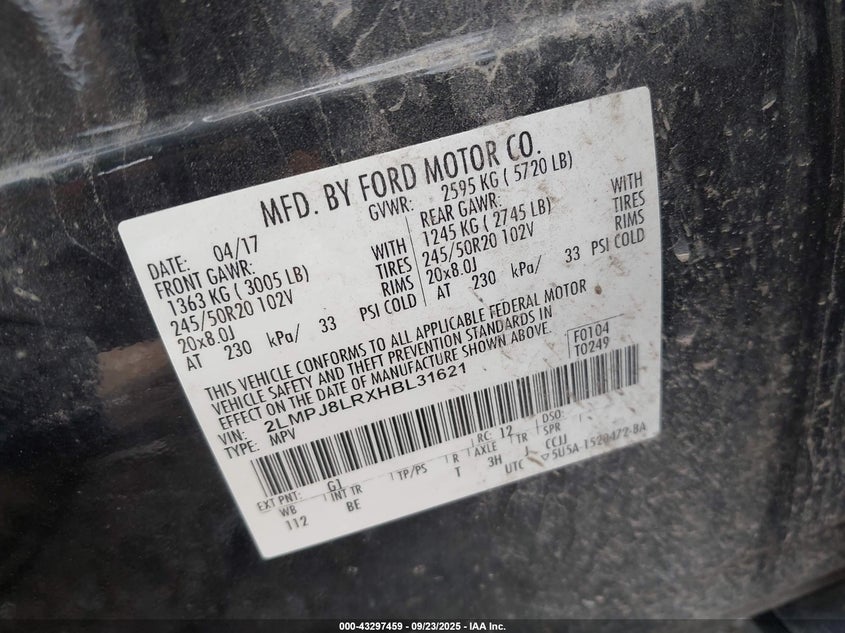 MFD. BY FORD MOTOR CO.
DATE: 04/17 GVWR: 2595 KG ( 5720 LB)
FRONT GAWR: WITH REAR GAWR: WITH
1363 KG ( 3005 LB) TIRES 1245 KG ( 2745 LB) TIRES
245/50R20 102V RIMS 245/50R20 102V RIMS
20x8.0J PSI COLD 20x8.0J PSI COLD
AT 230 kPa/ 33 AT 230 kPa/ 33
THIS VEHICLE CONFORMS TO ALL APPLICABLE FEDERAL MOTOR
VEHICLE SAFETY AND THEFT PREVENTION STANDARDS IN
EFFECT ON THE DATE OF MANUFACTURE SHOWN ABOVE.
F0104
T0249
VIN: 2LMPJ8LRXHBL31621
TYPE: MPV
EXT PNT: G1 RC: 12 DSO:
WB INT TR TP/PS R AXLE TR SPR
112 BE T 3H J CCJJ
UTC 5U5A-1520472-BA
000-43297459 - 09/23/2025 - IAA Inc.